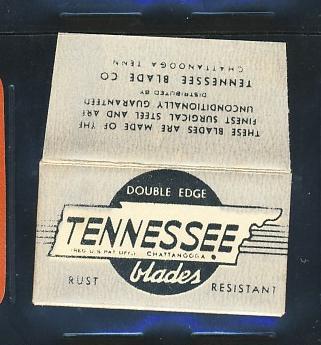 THESE BLADES ARE MADE OF THE
FINEST SURGICAL STEEL AND ARE
UNCONDITIONALLY GUARANTEED
DISTRIBUTED BY
TENNESSEE BLADE CO
CHATTANOOGA TENN
DOUBLE EDGE
TENNESSEE
REG. U.S. PAT. OFF. CHATTANOOGA
blades
RUST RESISTANT